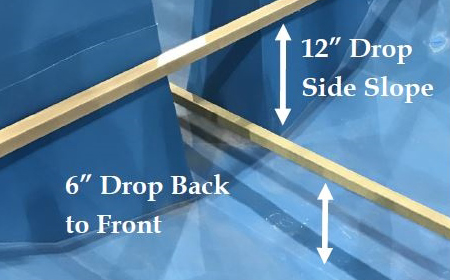 12” Drop
Side Slope
6” Drop Back
to Front